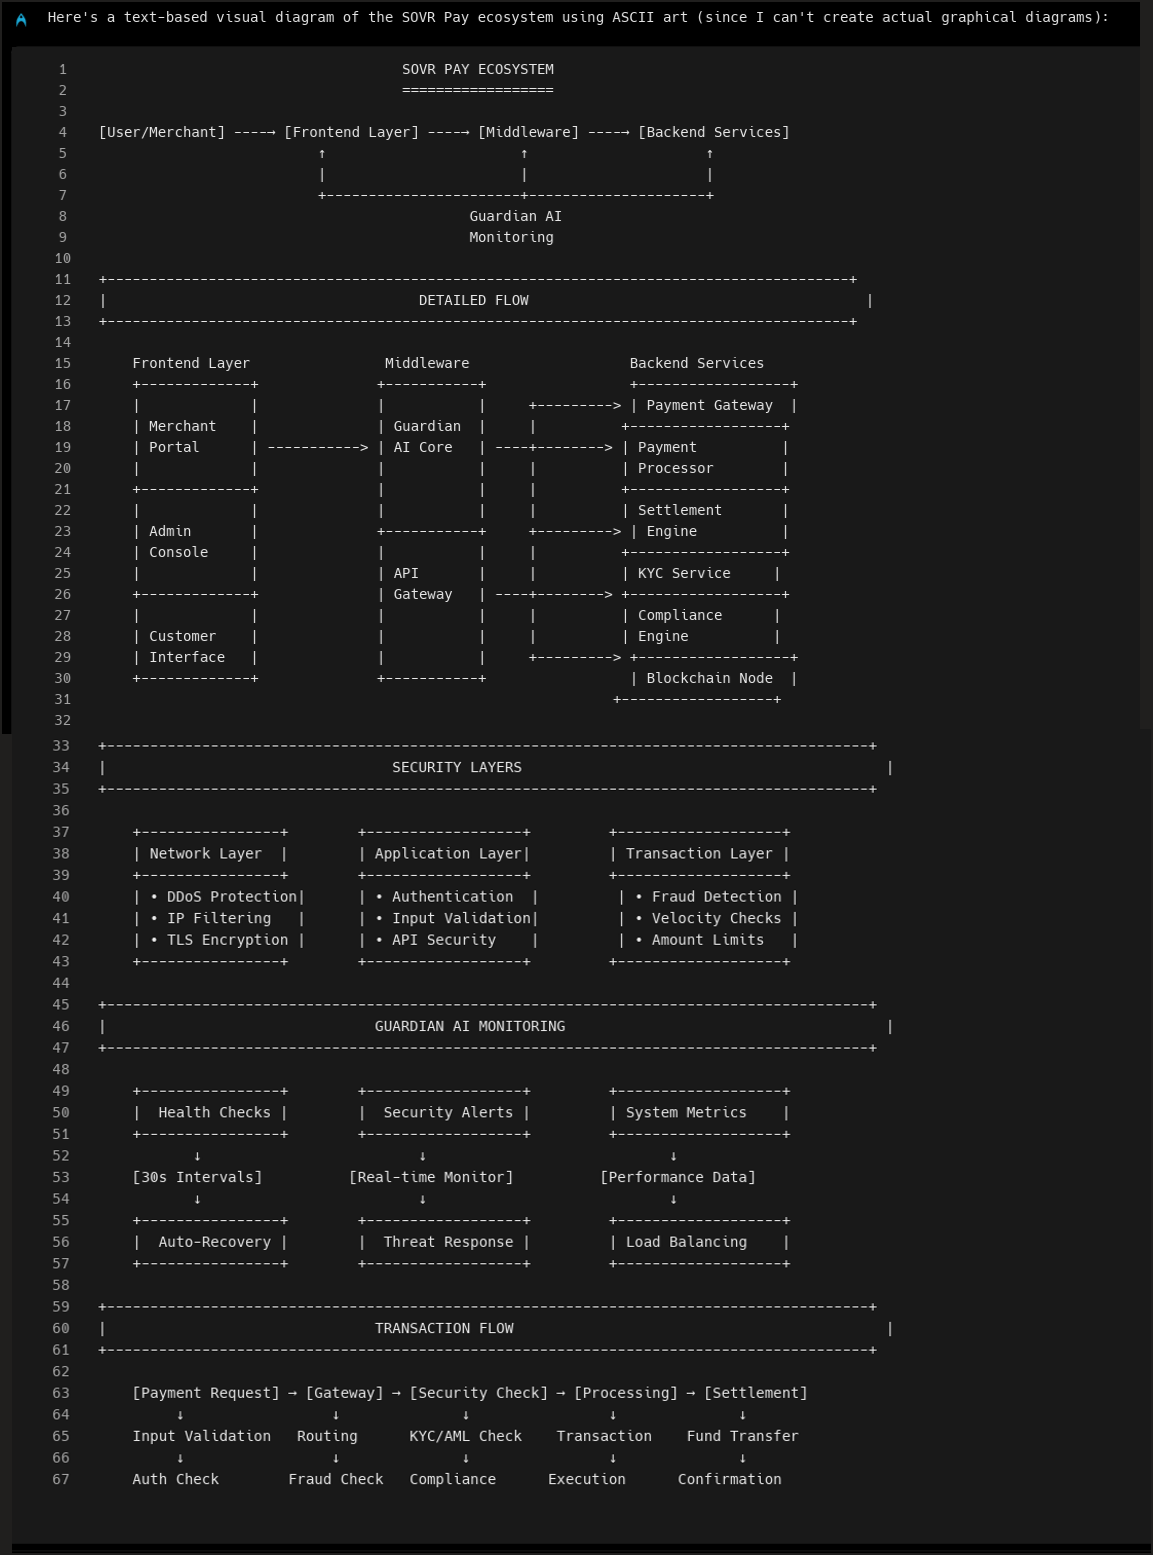 Here's a text-based visual diagram of the SOVR Pay ecosystem using ASCII art (since I can't create actual graphical diagrams):
1                                       SOVR PAY ECOSYSTEM
2                                       ==================
3
4   [User/Merchant] ----→ [Frontend Layer] ----→ [Middleware] ----→ [Backend Services]
5                             ↑                       ↑                     ↑
6                             |                       |                     |
7                             +-----------------------+---------------------+
8                                               Guardian AI
9                                               Monitoring
10
11  +----------------------------------------------------------------------------------------+
12  |                                     DETAILED FLOW                                        |
13  +----------------------------------------------------------------------------------------+
14
15      Frontend Layer                Middleware                   Backend Services
16      +-------------+              +-----------+                 +------------------+
17      |             |              |           |     +---------> | Payment Gateway  |
18      | Merchant    |              | Guardian  |     |          +------------------+
19      | Portal      | -----------> | AI Core   | ----+--------> | Payment          |
20      |             |              |           |     |          | Processor        |
21      +-------------+              |           |     |          +------------------+
22      |             |              |           |     |          | Settlement       |
23      | Admin       |              +-----------+     +---------> | Engine          |
24      | Console     |              |           |     |          +------------------+
25      |             |              | API       |     |          | KYC Service     |
26      +-------------+              | Gateway   | ----+--------> +------------------+
27      |             |              |           |     |          | Compliance      |
28      | Customer    |              |           |     |          | Engine          |
29      | Interface   |              |           |     +---------> +------------------+
30      +-------------+              +-----------+                 | Blockchain Node  |
31                                                               +------------------+
32
33  +----------------------------------------------------------------------------------------+
34  |                                 SECURITY LAYERS                                          |
35  +----------------------------------------------------------------------------------------+
36
37      +----------------+        +------------------+         +-------------------+
38      | Network Layer  |        | Application Layer|         | Transaction Layer |
39      +----------------+        +------------------+         +-------------------+
40      | • DDoS Protection|      | • Authentication  |         | • Fraud Detection |
41      | • IP Filtering   |      | • Input Validation|         | • Velocity Checks |
42      | • TLS Encryption |      | • API Security    |         | • Amount Limits   |
43      +----------------+        +------------------+         +-------------------+
44
45  +----------------------------------------------------------------------------------------+
46  |                               GUARDIAN AI MONITORING                                     |
47  +----------------------------------------------------------------------------------------+
48
49      +----------------+        +------------------+         +-------------------+
50      |  Health Checks |        |  Security Alerts |         | System Metrics    |
51      +----------------+        +------------------+         +-------------------+
52             ↓                         ↓                            ↓
53      [30s Intervals]          [Real-time Monitor]          [Performance Data]
54             ↓                         ↓                            ↓
55      +----------------+        +------------------+         +-------------------+
56      |  Auto-Recovery |        |  Threat Response |         | Load Balancing    |
57      +----------------+        +------------------+         +-------------------+
58
59  +----------------------------------------------------------------------------------------+
60  |                               TRANSACTION FLOW                                           |
61  +----------------------------------------------------------------------------------------+
62
63      [Payment Request] → [Gateway] → [Security Check] → [Processing] → [Settlement]
64           ↓                 ↓              ↓                ↓              ↓
65      Input Validation   Routing      KYC/AML Check    Transaction    Fund Transfer
66           ↓                 ↓              ↓                ↓              ↓
67      Auth Check        Fraud Check   Compliance      Execution      Confirmation